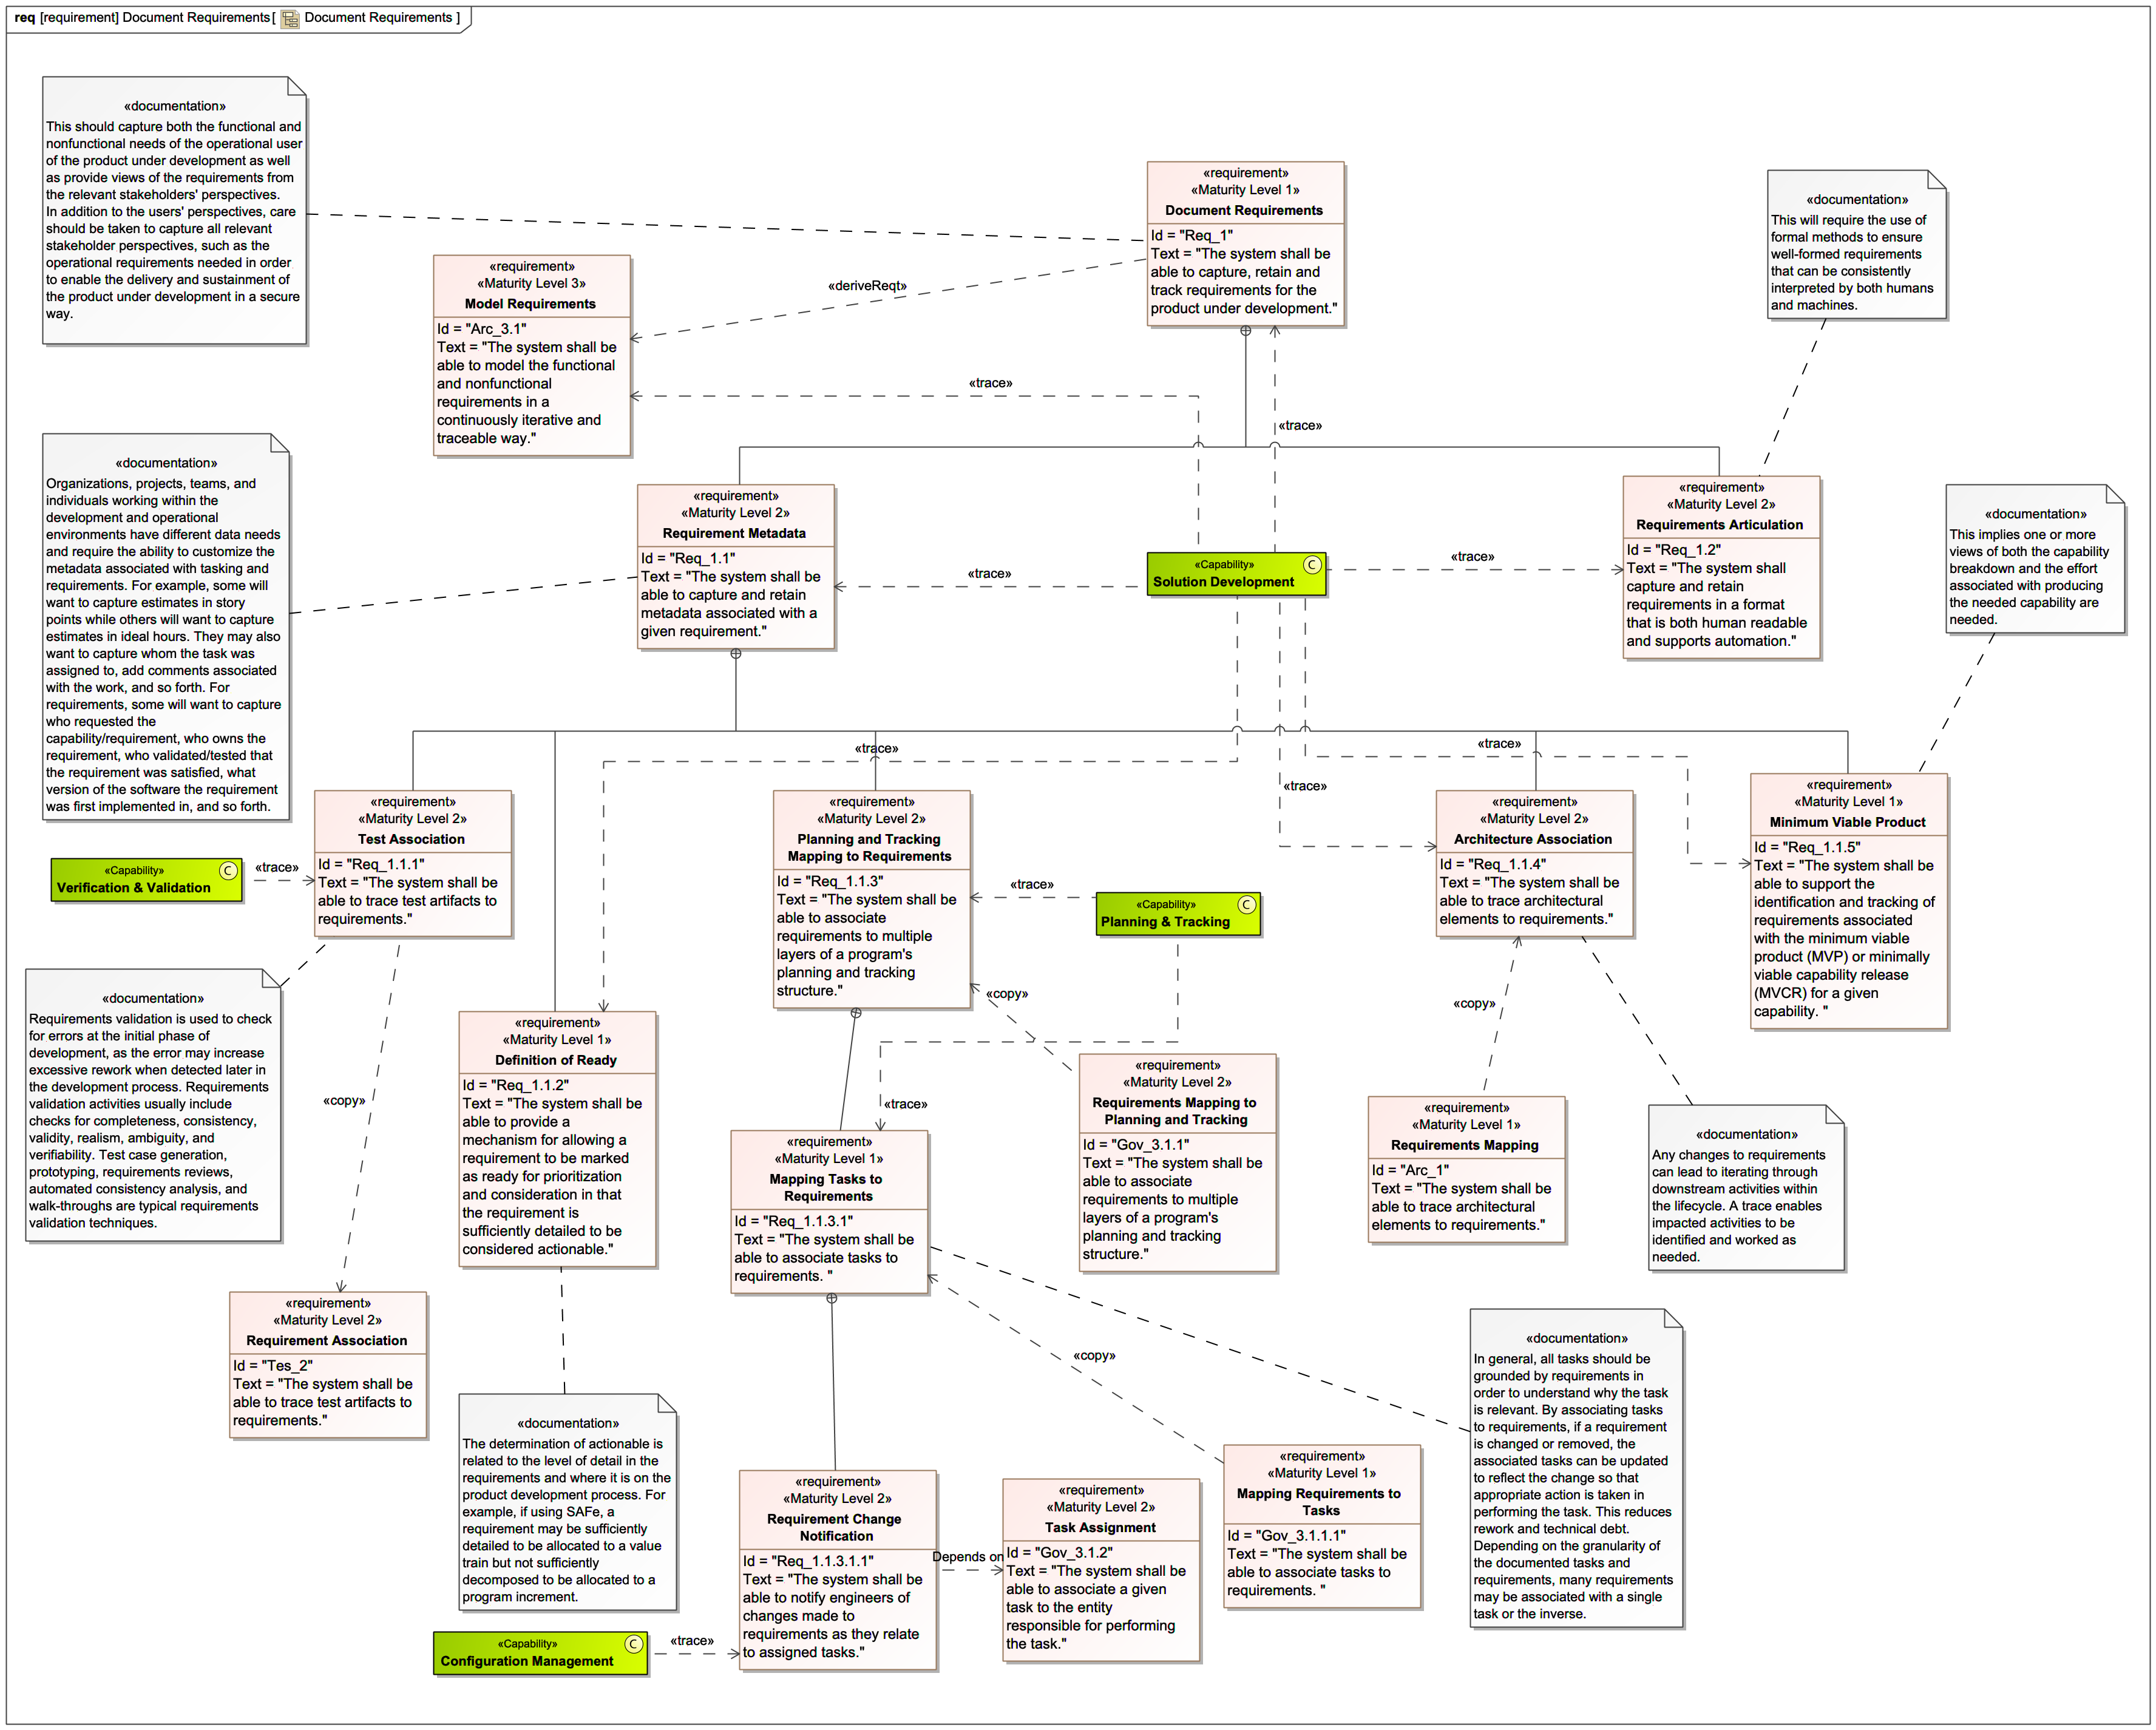 req [requirement] Document Requirements[ Document Requirements ]
«documentation»
This should capture both the functional and
nonfunctional needs of the operational user
of the product under development as well
as provide views of the requirements from
the relevant stakeholders' perspectives.
In addition to the users' perspectives, care
should be taken to capture all relevant
stakeholder perspectives, such as the
operational requirements needed in order
to enable the delivery and sustainment of
the product under development in a secure
way.
«requirement»
«Maturity Level 1»
Document Requirements
Id = "Req_1"
Text = "The system shall be
able to capture, retain and
track requirements for the
product under development."
«documentation»
This will require the use of
formal methods to ensure
well-formed requirements
that can be consistently
interpreted by both humans
and machines.
«requirement»
«Maturity Level 3»
Model Requirements
Id = "Arc_3.1"
Text = "The system shall be
able to model the functional
and nonfunctional
requirements in a
continuously iterative and
traceable way."
«deriveReqt»
«trace»
«trace»
«documentation»
Organizations, projects, teams, and
individuals working within the
development and operational
environments have different data needs
and require the ability to customize the
metadata associated with tasking and
requirements. For example, some will
want to capture estimates in story
points while others will want to capture
estimates in ideal hours. They may also
want to capture whom the task was
assigned to, add comments associated
with the work, and so forth. For
requirements, some will want to capture
who requested the
capability/requirement, who owns the
requirement, who validated/tested that
the requirement was satisfied, what
version of the software the requirement
was first implemented in, and so forth.
«requirement»
«Maturity Level 2»
Requirement Metadata
Id = "Req_1.1"
Text = "The system shall be
able to capture and retain
metadata associated with a
given requirement."
«trace»
«Capability»
C
Solution Development
«trace»
«requirement»
«Maturity Level 2»
Requirements Articulation
Id = "Req_1.2"
Text = "The system shall
capture and retain
requirements in a format
that is both human readable
and supports automation."
«documentation»
This implies one or more
views of both the capability
breakdown and the effort
associated with producing
the needed capability are
needed.
«trace»
«trace»
«trace»
«Capability»
C
Verification & Validation
«trace»
«requirement»
«Maturity Level 2»
Test Association
Id = "Req_1.1.1"
Text = "The system shall be
able to trace test artifacts to
requirements."
«requirement»
«Maturity Level 2»
Planning and Tracking
Mapping to Requirements
Id = "Req_1.1.3"
Text = "The system shall be
able to associate
requirements to multiple
layers of a program's
planning and tracking
structure."
«trace»
«Capability»
C
Planning & Tracking
«requirement»
«Maturity Level 2»
Architecture Association
Id = "Req_1.1.4"
Text = "The system shall be
able to trace architectural
elements to requirements."
«requirement»
«Maturity Level 1»
Minimum Viable Product
Id = "Req_1.1.5"
Text = "The system shall be
able to support the
identification and tracking of
requirements associated
with the minimum viable
product (MVP) or minimally
viable capability release
(MVCR) for a given
capability. "
«documentation»
Requirements validation is used to check
for errors at the initial phase of
development, as the error may increase
excessive rework when detected later in
the development process. Requirements
validation activities usually include
checks for completeness, consistency,
validity, realism, ambiguity, and
verifiability. Test case generation,
prototyping, requirements reviews,
automated consistency analysis, and
walk-throughs are typical requirements
validation techniques.
«copy»
«requirement»
«Maturity Level 1»
Definition of Ready
Id = "Req_1.1.2"
Text = "The system shall be
able to provide a
mechanism for allowing a
requirement to be marked
as ready for prioritization
and consideration in that
the requirement is
sufficiently detailed to be
considered actionable."
«copy»
«trace»
«copy»
«requirement»
«Maturity Level 1»
Mapping Tasks to
Requirements
Id = "Req_1.1.3.1"
Text = "The system shall be
able to associate tasks to
requirements. "
«requirement»
«Maturity Level 2»
Requirements Mapping to
Planning and Tracking
Id = "Gov_3.1.1"
Text = "The system shall be
able to associate
requirements to multiple
layers of a program's
planning and tracking
structure."
«requirement»
«Maturity Level 1»
Requirements Mapping
Id = "Arc_1"
Text = "The system shall be
able to trace architectural
elements to requirements."
«documentation»
Any changes to requirements
can lead to iterating through
downstream activities within
the lifecycle. A trace enables
impacted activities to be
identified and worked as
needed.
«requirement»
«Maturity Level 2»
Requirement Association
Id = "Tes_2"
Text = "The system shall be
able to trace test artifacts to
requirements."
«documentation»
The determination of actionable is
related to the level of detail in the
requirements and where it is on the
product development process. For
example, if using SAFe, a
requirement may be sufficiently
detailed to be allocated to a value
train but not sufficiently
decomposed to be allocated to a
program increment.
«copy»
«documentation»
In general, all tasks should be
grounded by requirements in
order to understand why the task
is relevant. By associating tasks
to requirements, if a requirement
is changed or removed, the
associated tasks can be updated
to reflect the change so that
appropriate action is taken in
performing the task. This reduces
rework and technical debt.
Depending on the granularity of
the documented tasks and
requirements, many requirements
may be associated with a single
task or the inverse.
«requirement»
«Maturity Level 2»
Requirement Change
Notification
Id = "Req_1.1.3.1.1"
Text = "The system shall be
able to notify engineers of
changes made to
requirements as they relate
to assigned tasks."
Depends on
«requirement»
«Maturity Level 2»
Task Assignment
Id = "Gov_3.1.2"
Text = "The system shall be
able to associate a given
task to the entity
responsible for performing
the task."
«requirement»
«Maturity Level 1»
Mapping Requirements to
Tasks
Id = "Gov_3.1.1.1"
Text = "The system shall be
able to associate tasks to
requirements. "
«Capability»
C
Configuration Management
«trace»